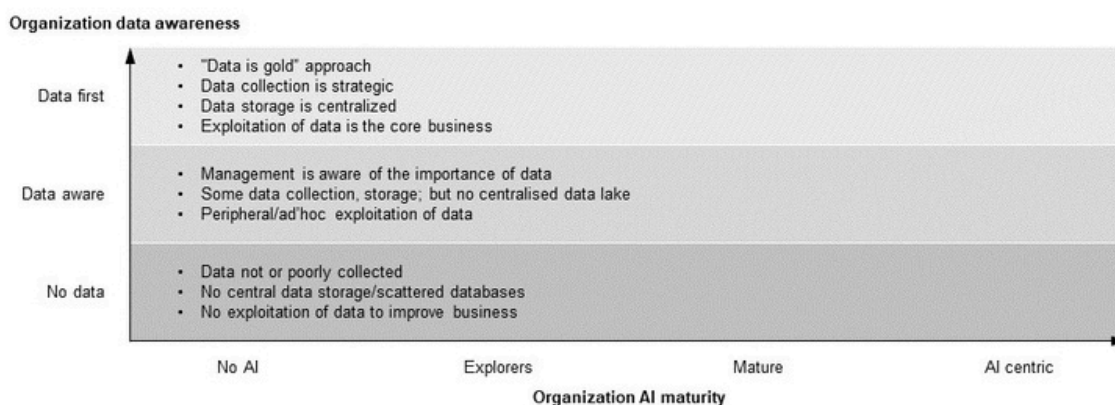 Organization data awareness
Data first
• "Data is gold" approach
• Data collection is strategic
• Data storage is centralized
• Exploitation of data is the core business
Data aware
• Management is aware of the importance of data
• Some data collection, storage; but no centralised data lake
• Peripheral/ad'hoc exploitation of data
No data
• Data not or poorly collected
• No central data storage/scattered databases
• No exploitation of data to improve business
No AI
Explorers
Mature
AI centric
Organization AI maturity